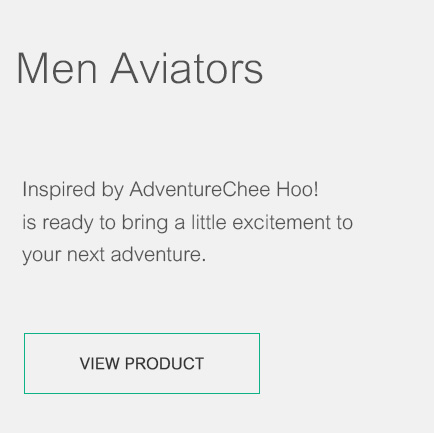 Men Aviators
Inspired by AdventureChee Hoo!
is ready to bring a little excitement to
your next adventure.
VIEW PRODUCT